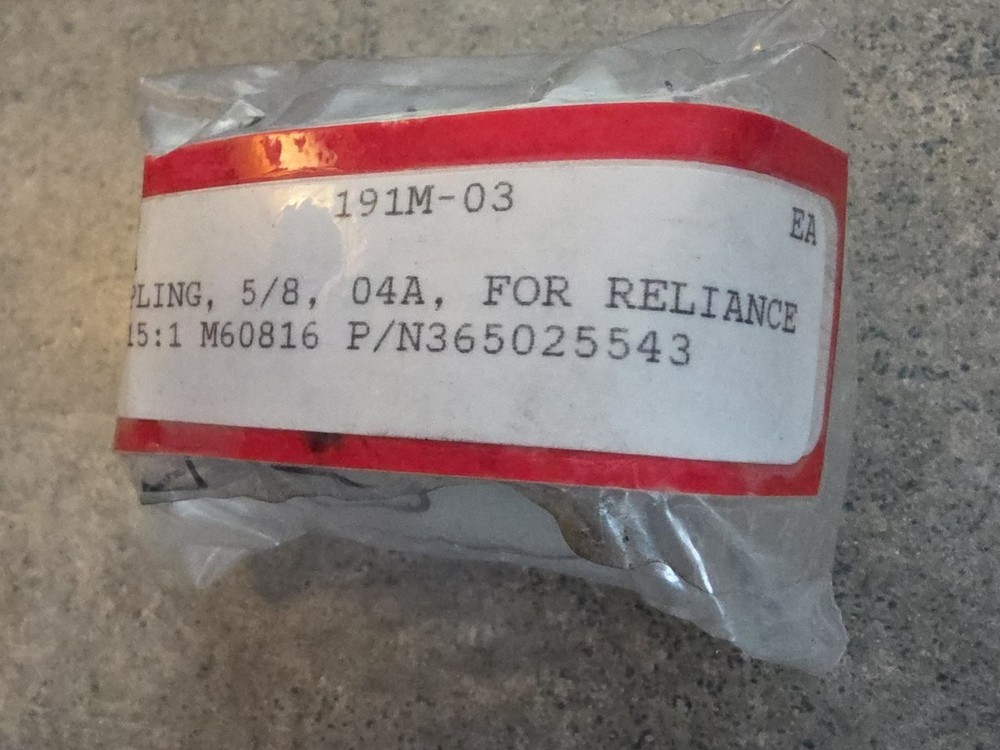 191M-03
EA
PLING, 5/8, 04A, FOR RELIANCE
15:1 M60816 P/N365025543